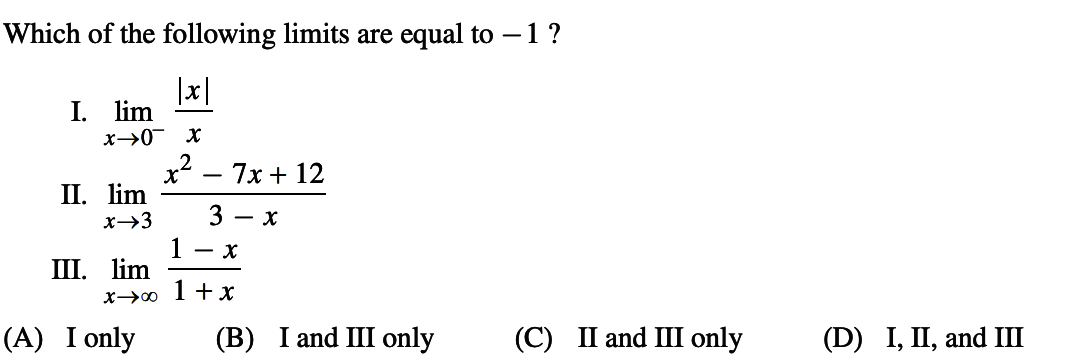 Which of the following limits are equal to −1 ?
I. lim x→0⁻ |x|/x
II. lim x→3 (x² − 7x + 12)/(3 − x)
III. lim x→∞ (1 − x)/(1 + x)
(A) I only (B) I and III only (C) II and III only (D) I, II, and III